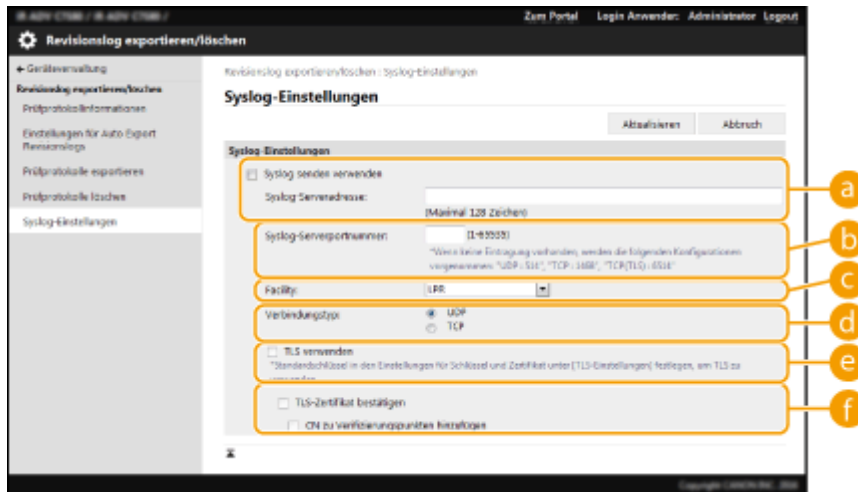 Zum Portal Login Anwender: Administrator Logout
Revisionslog exportieren/löschen
Geräteverwaltung
Revisionslog exportieren/löschen : Syslog-Einstellungen
Revisionslog exportieren/löschen
Syslog-Einstellungen
Prüfprotokollinformationen
Aktualisieren Abbruch
Einstellungen für Auto Export
Revisionslogs
Syslog-Einstellungen
Prüfprotokolle exportieren
Syslog senden verwenden
a
Prüfprotokolle löschen
Syslog-Serveradresse:
Syslog-Einstellungen
(Maximal 128 Zeichen)
Syslog-Serverportnummer:
(1-65535)
b
*Wenn keine Eintragung vorhanden, werden die folgenden Konfigurationen
vorgenommen: "UDP : 514", "TCP : 1468", "TCP(TLS) : 6514"
Facility:
LPR
c
Verbindungstyp:
UDP
d
TCP
TLS verwenden
e
*Standardschlüssel in den Einstellungen für Schlüssel und Zertifikat unter [TLS-Einstellungen] festlegen, um TLS zu
TLS-Zertifikat bestätigen
f
CN zu Verifizierungspunkten hinzufügen
Copyright CANON INC.